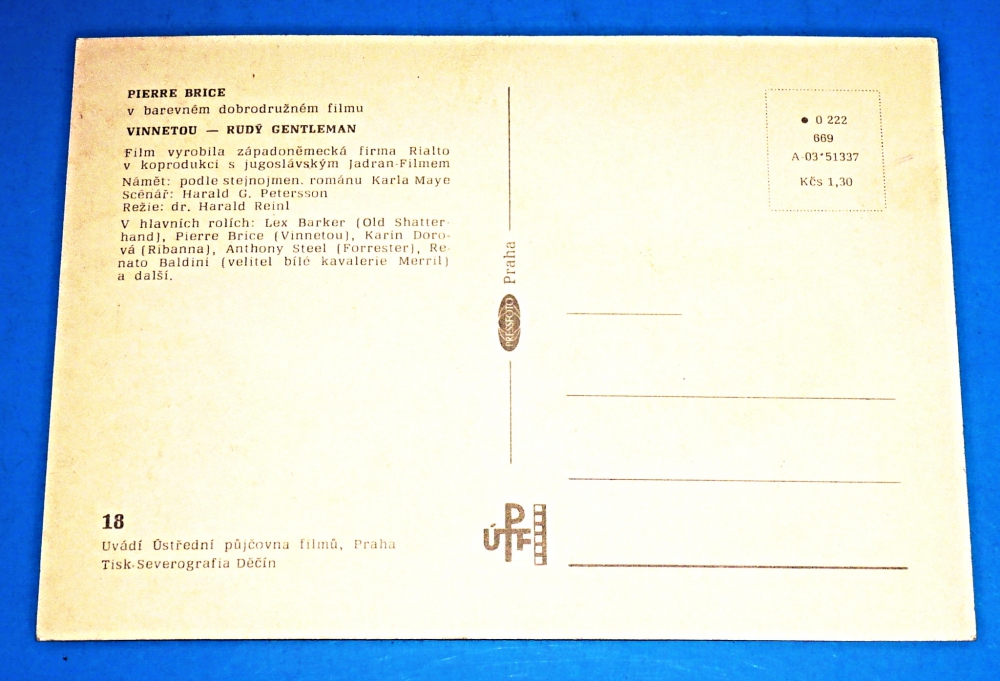 PIERRE BRICE
v barevném dobrodružném filmu
VINNETOU — RUDÝ GENTLEMAN
Film vyrobila západoněmecká firma Rialto
v koprodukci s jugoslávským Jadran-Filmem
Námět: podle stejnojmen. románu Karla Maye
Scénář: Harald G. Petersson
Režie: dr. Harald Reinl
V hlavních rolích: Lex Barker (Old Shatter-
hand), Pierre Brice (Vinnetou), Karin Doro-
vá (Ribanna), Anthony Steel (Forrester), Re-
nato Baldini (velitel bílé kavalerie Merril)
a další.
18
Uvádí Ústřední půjčovna filmů, Praha
Tisk-Severografia Děčín
Praha
PRESSFOTO
ÚPTF
● 0 222
669
A-03*51337
Kčs 1,30